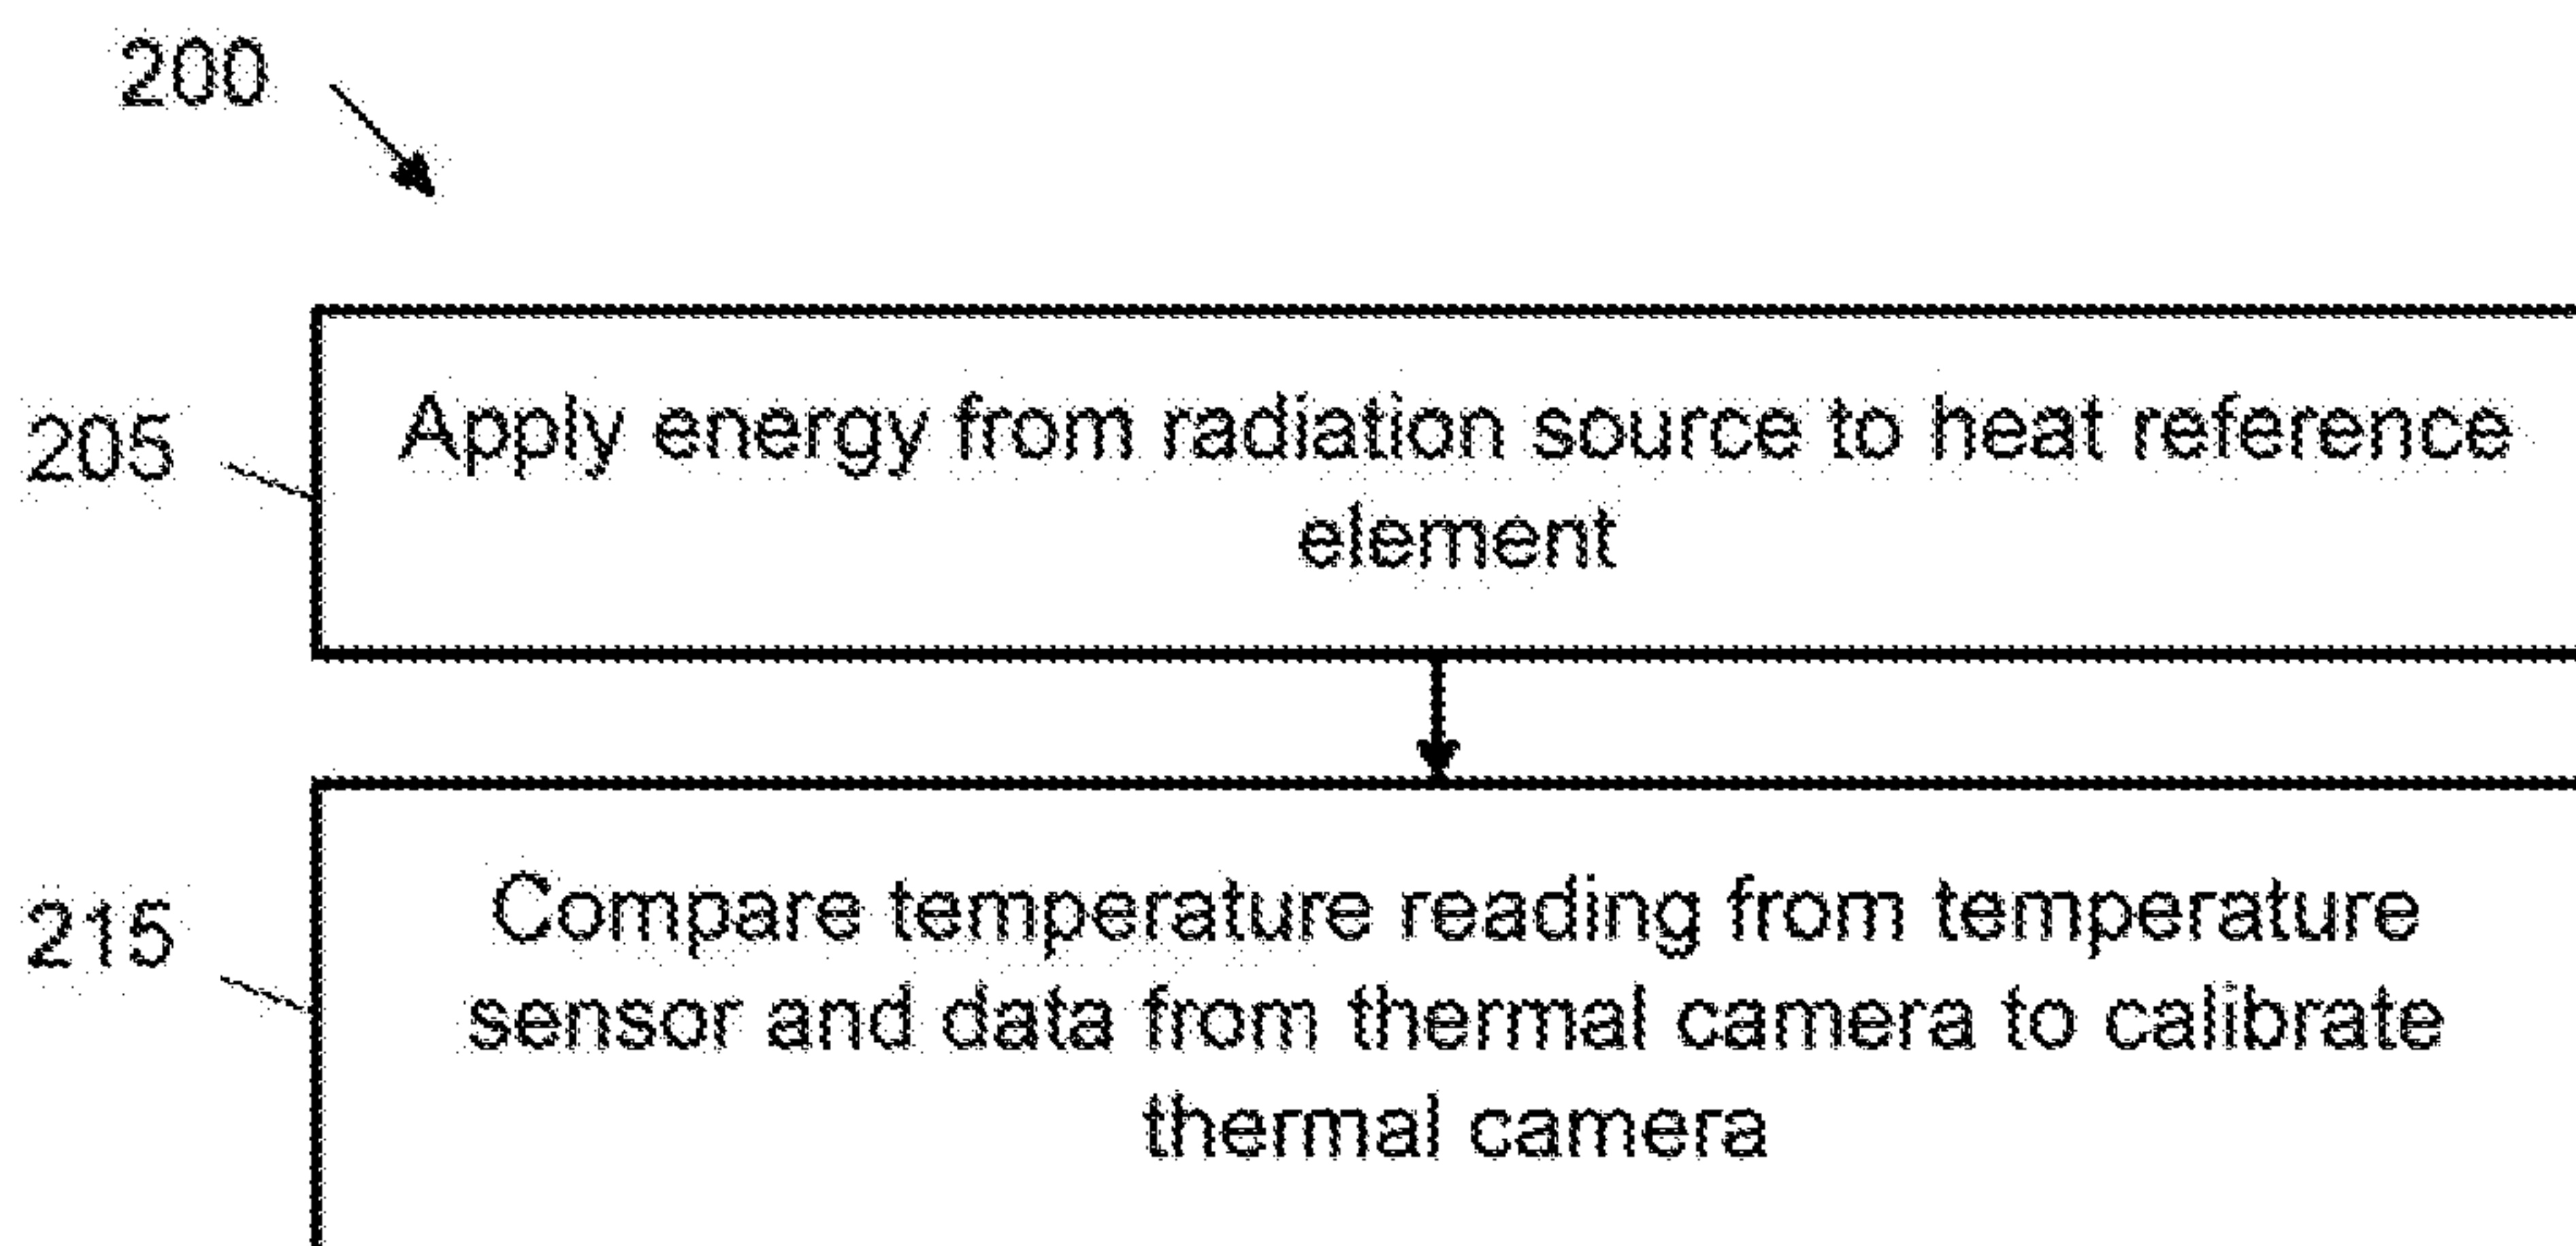 200
205
Apply energy from radiation source to heat reference
element
215
Compare temperature reading from temperature
sensor and data from thermal camera to calibrate
thermal camera